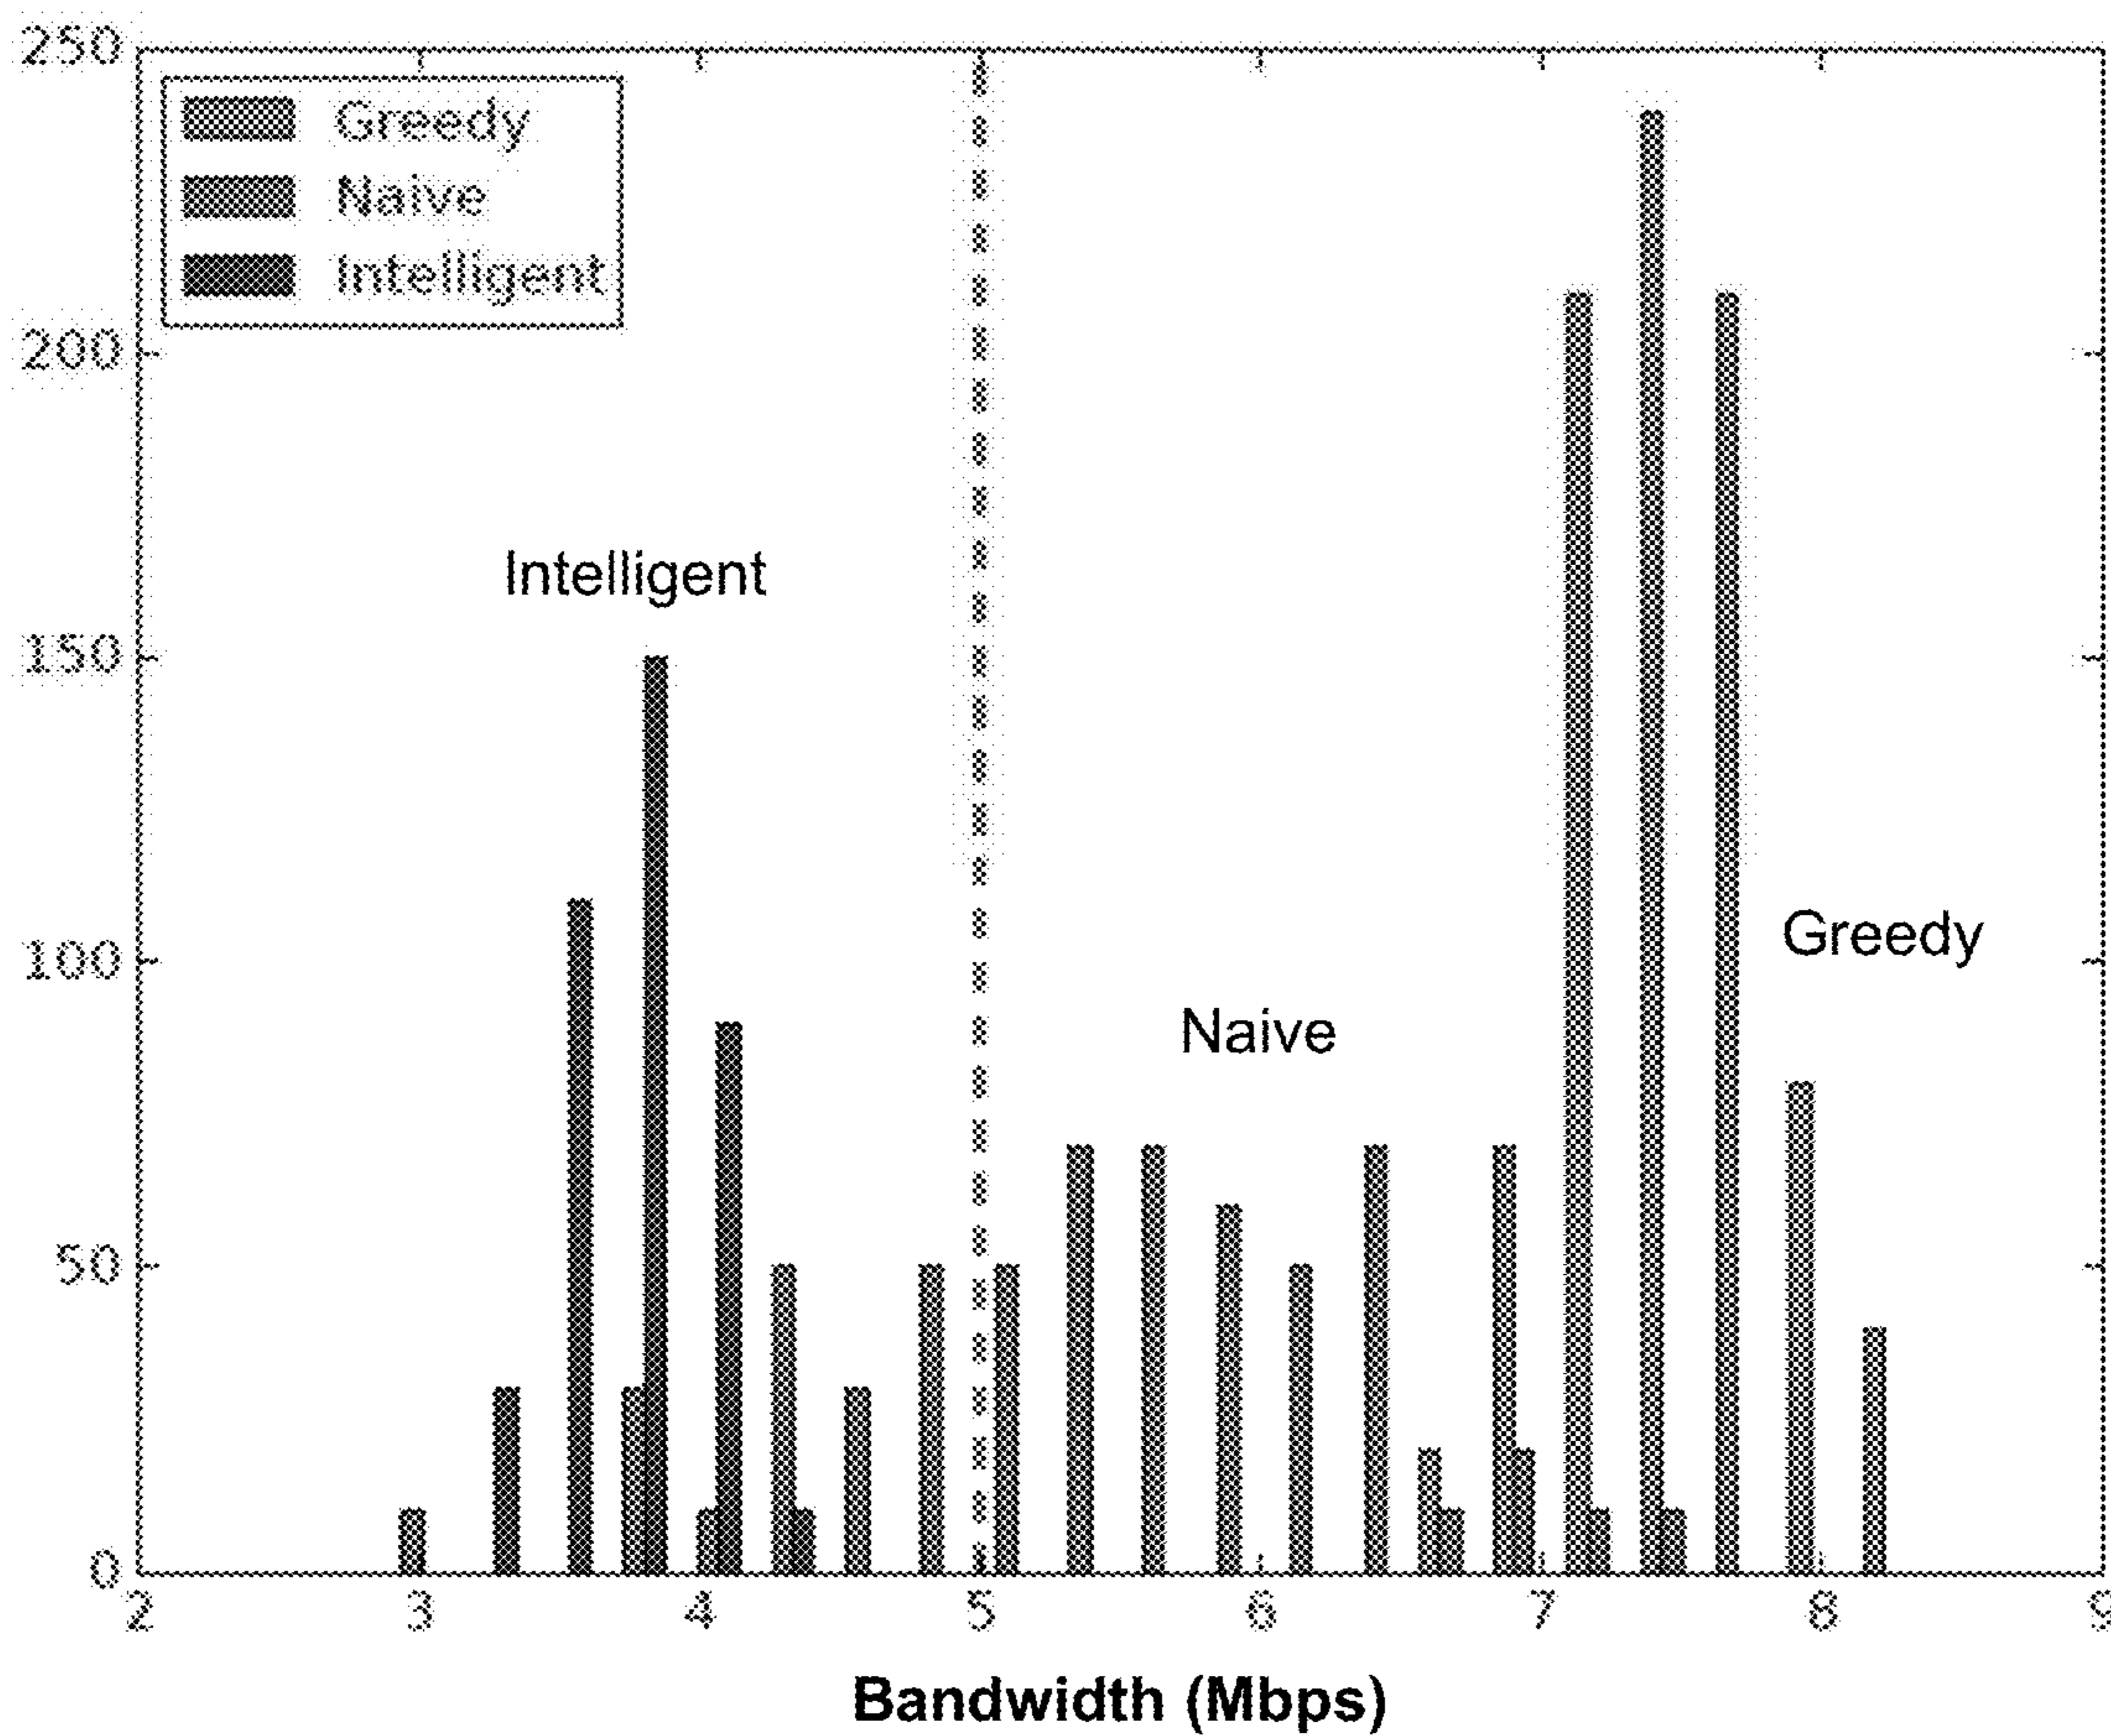 250
Greedy
Naive
Intelligent
200
Intelligent
150
100
Greedy
Naive
50
0
2 3 4 5 6 7 8 9
Bandwidth (Mbps)